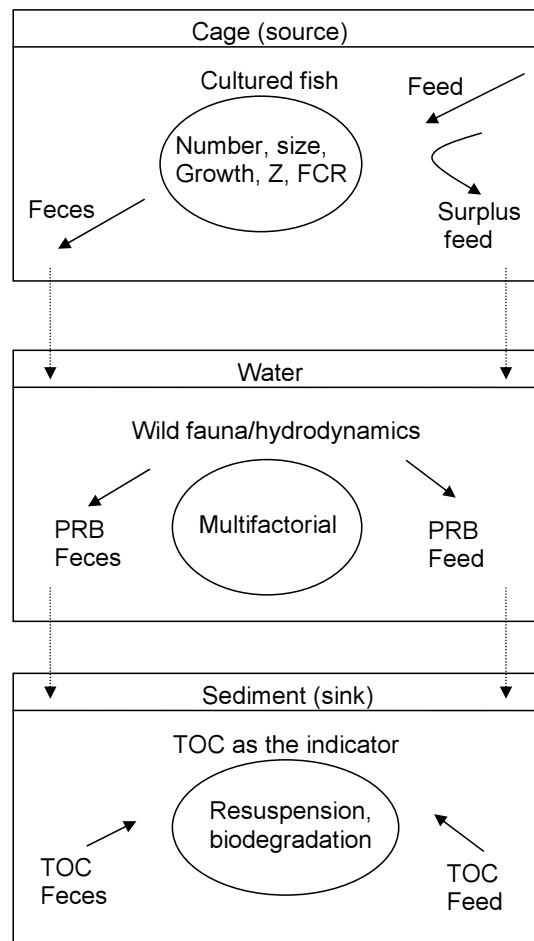 Cage (source)
Cultured fish
Feed
Number, size,
Growth, Z, FCR
Feces
Surplus
feed
Water
Wild fauna/hydrodynamics
Multifactorial
PRB
Feces
PRB
Feed
Sediment (sink)
TOC as the indicator
Resuspension,
biodegradation
TOC
Feces
TOC
Feed